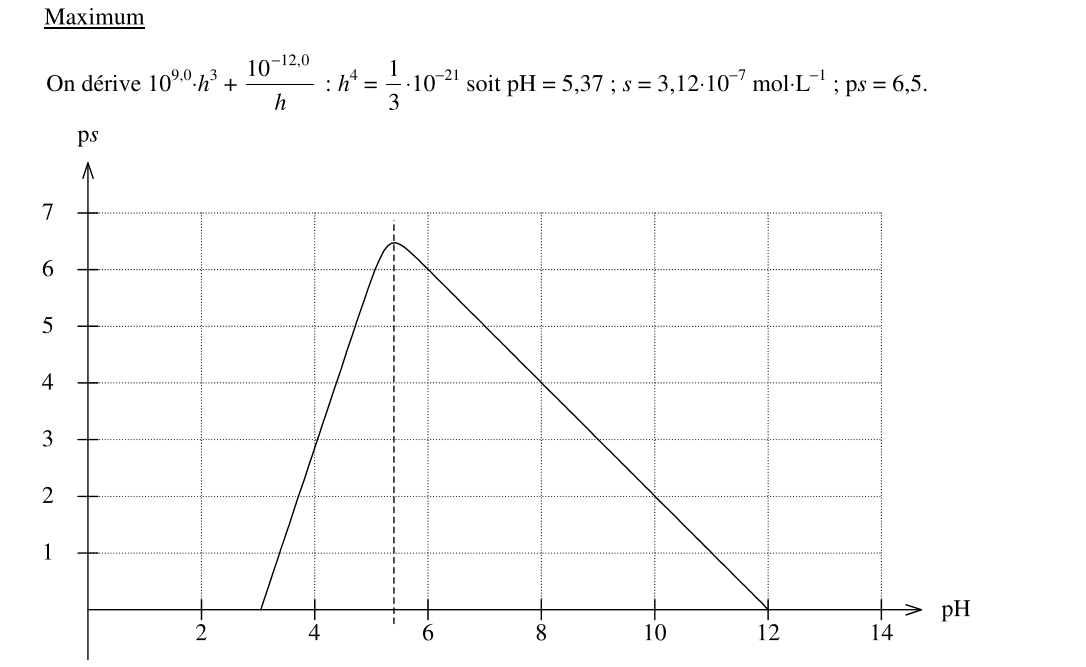 Maximum
On dérive 10^{9,0}·h^3 + \frac{10^{−12,0}}{h} : h^4 = \frac{1}{3}·10^{−21} soit pH = 5,37 ; s = 3,12·10^{−7} mol·L^{−1} ; ps = 6,5.
ps
7
6
5
4
3
2
1
pH
2 4 6 8 10 12 14